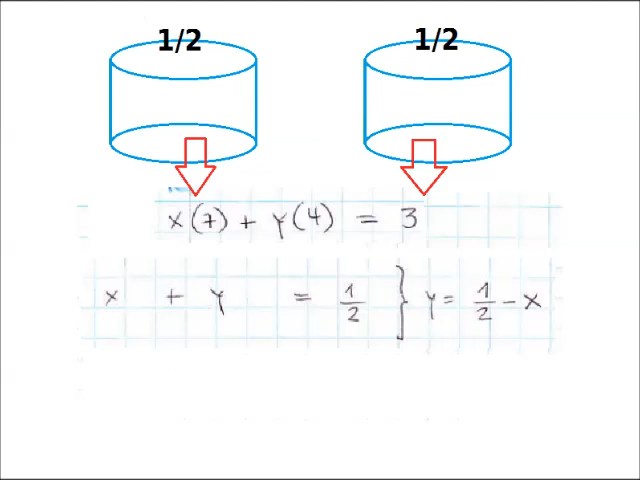 1/2 1/2
x(7) + y(4) = 3
x + y = 1/2 } y = 1/2 - x